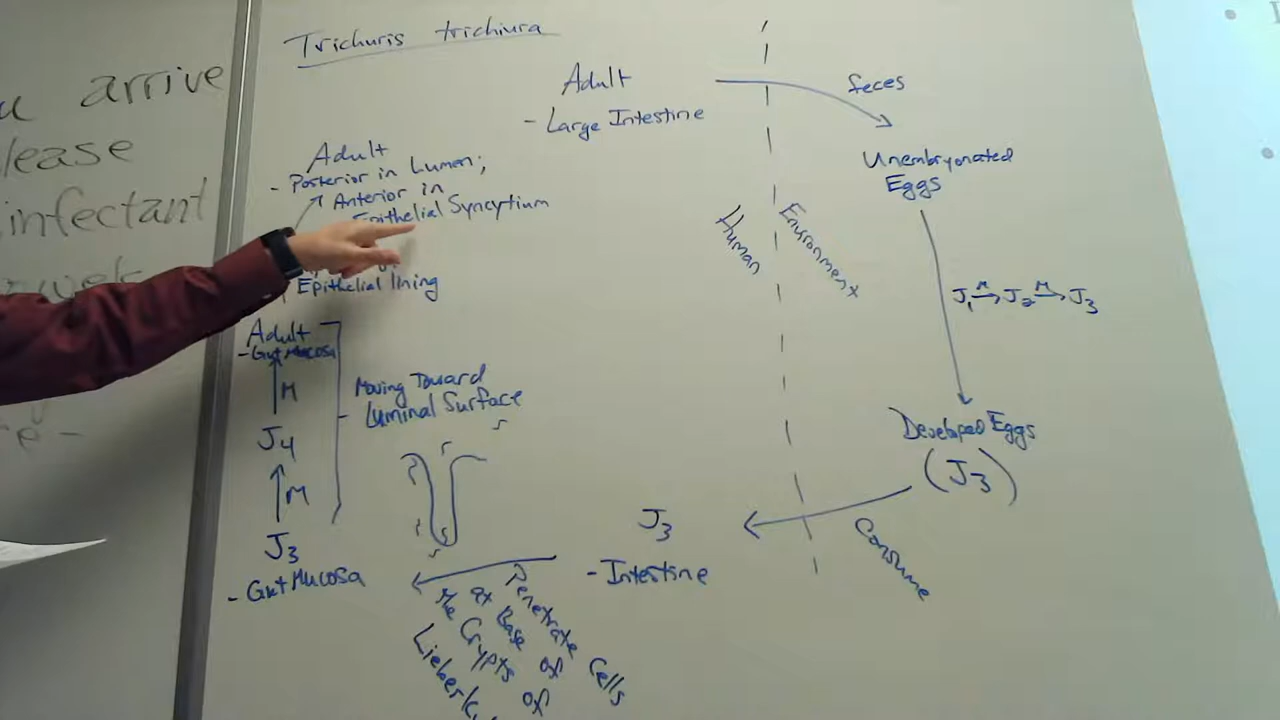 arrive
lease
infectant
Trichuris trichiura
Adult
- Large Intestine
feces
Unembryonated
Eggs
Human
Environment
J₁ M→ J₂ M→ J₃
Developed Eggs
(J₃)
Consume
J₃
- Intestine
Penetrate Cells
at Base of
the Crypts of
J₃
- Gut Mucosa
M
J₄
M
Adult
- Gut Mucosa
Moving Toward
Luminal Surface
Epithelial lining
Adult
- Posterior in Lumen;
Anterior in
Epithelial Syncytium